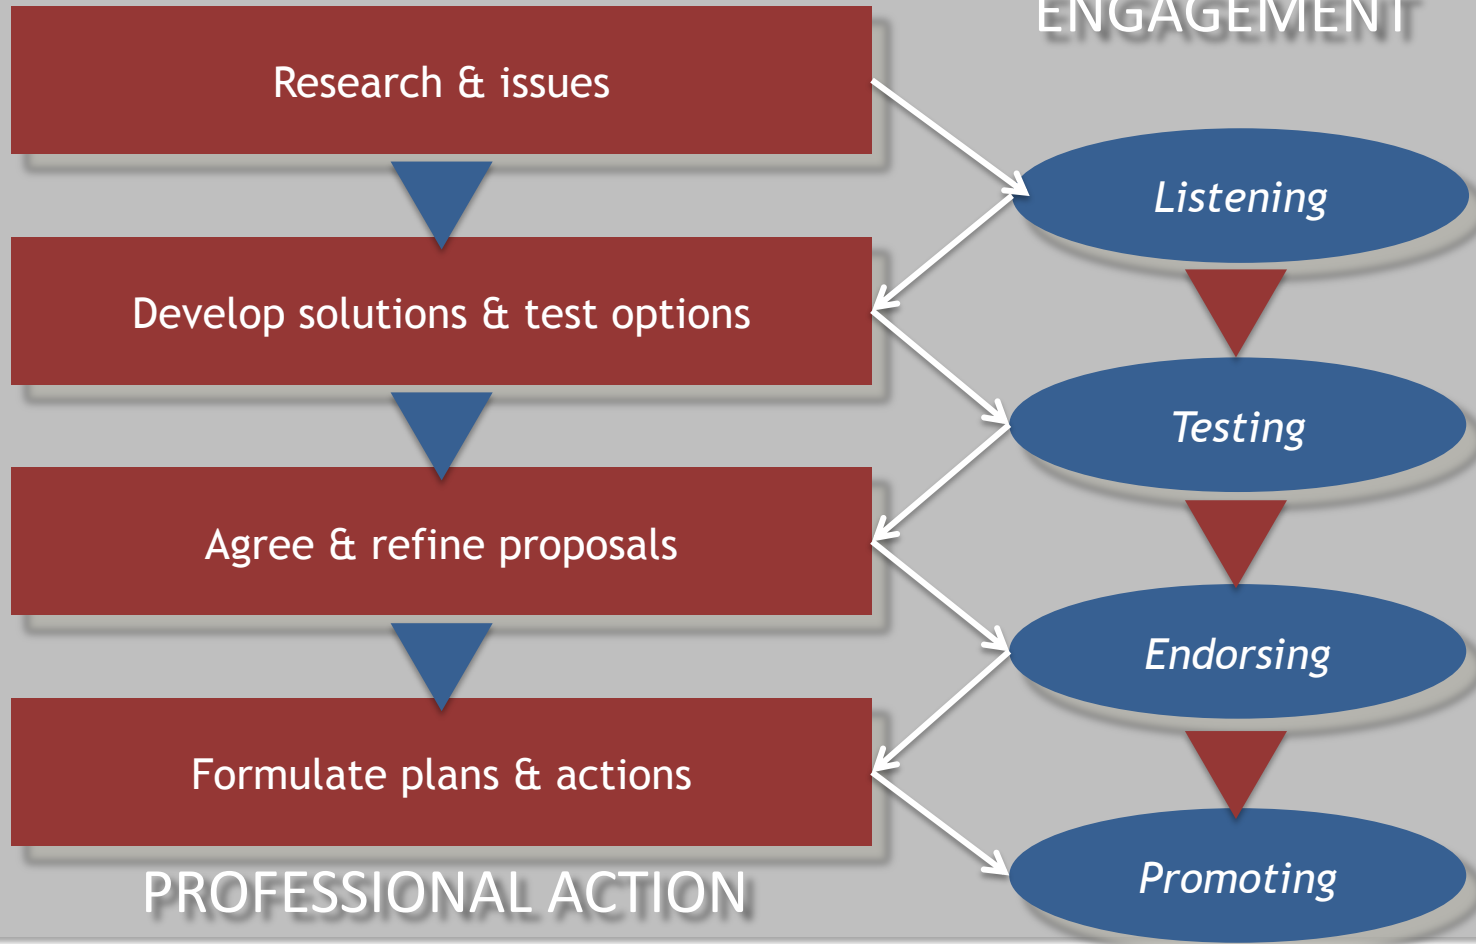 ENGAGEMENT
Research & issues
Listening
Develop solutions & test options
Testing
Agree & refine proposals
Endorsing
Formulate plans & actions
Promoting
PROFESSIONAL ACTION